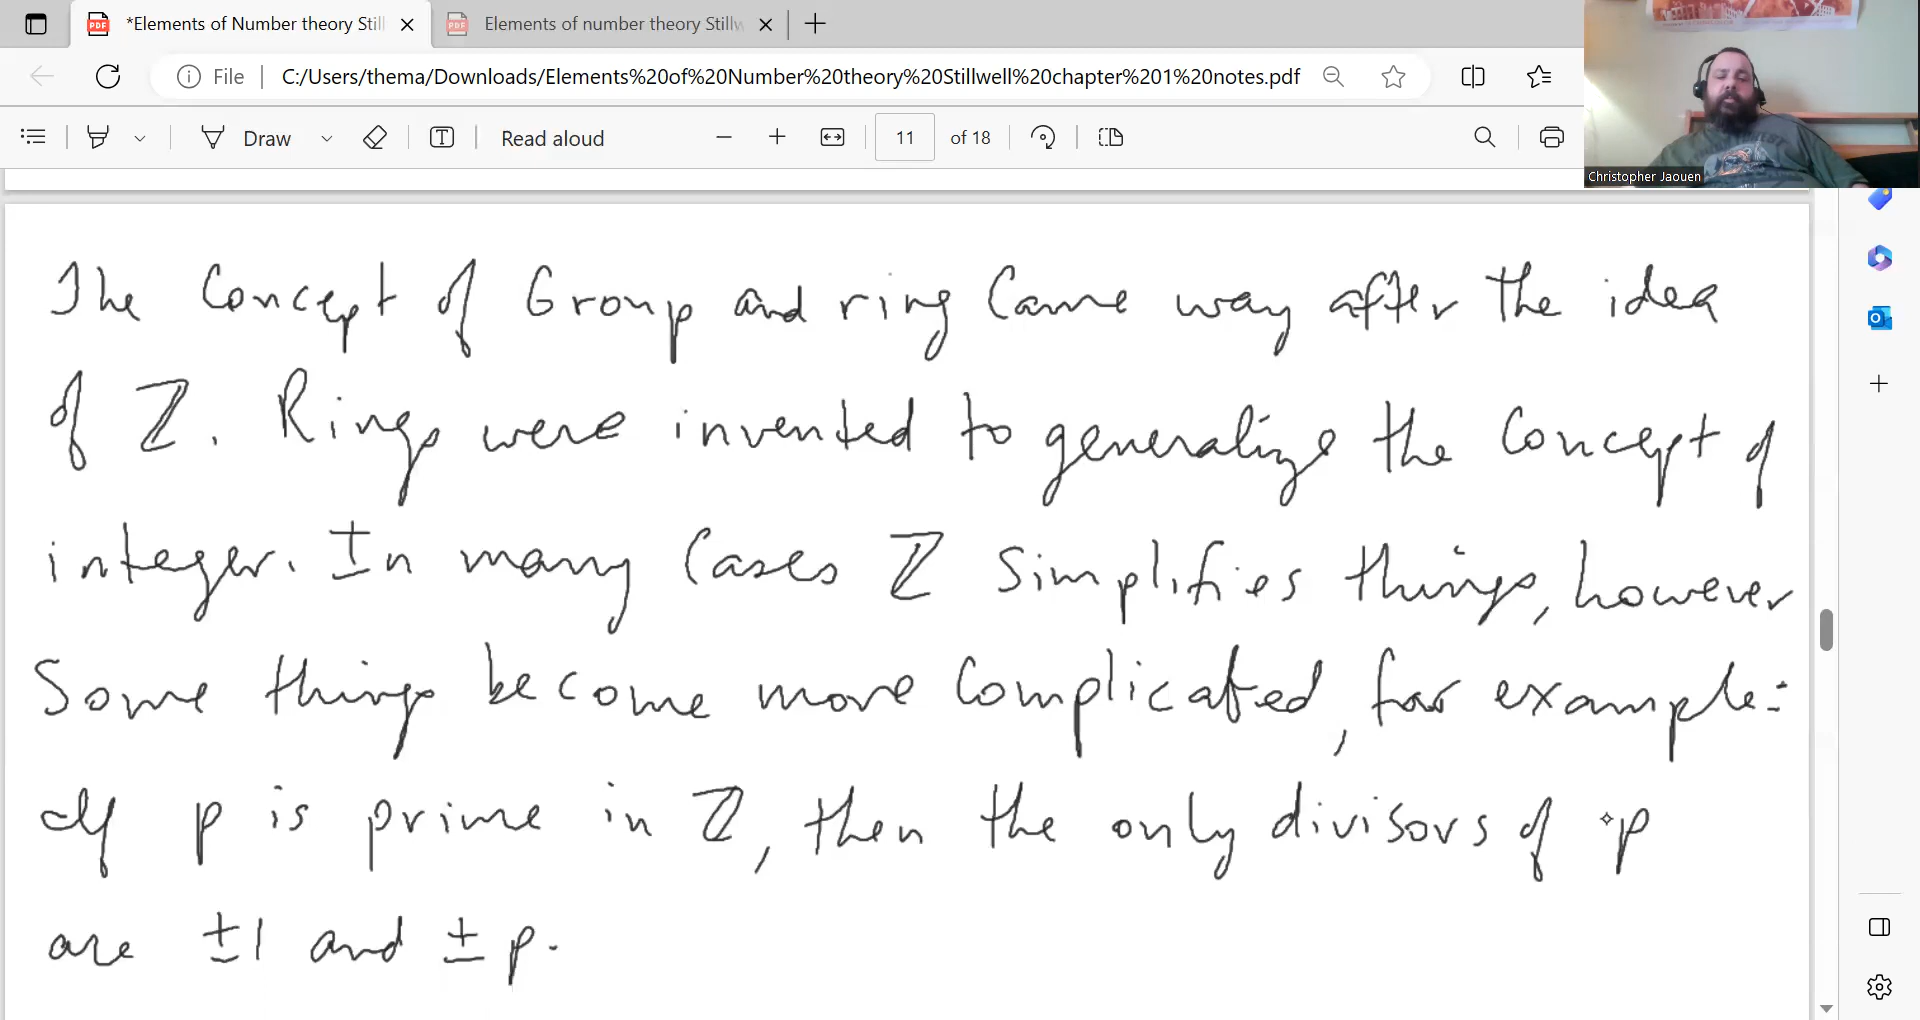 *Elements of Number theory Still
Elements of number theory Stillw
File
C:/Users/thema/Downloads/Elements%20of%20Number%20theory%20Stillwell%20chapter%201%20notes.pdf
Draw
Read aloud
11
of 18
Christopher Jaouen
The Concept of Group and ring Came way after the idea
of ℤ. Rings were invented to generalize the Concept of
integer. In many Cases ℤ Simplifies things, however
Some things become more Complicated, for example:
If p is prime in ℤ, then the only divisors of p
are ±1 and ±p.